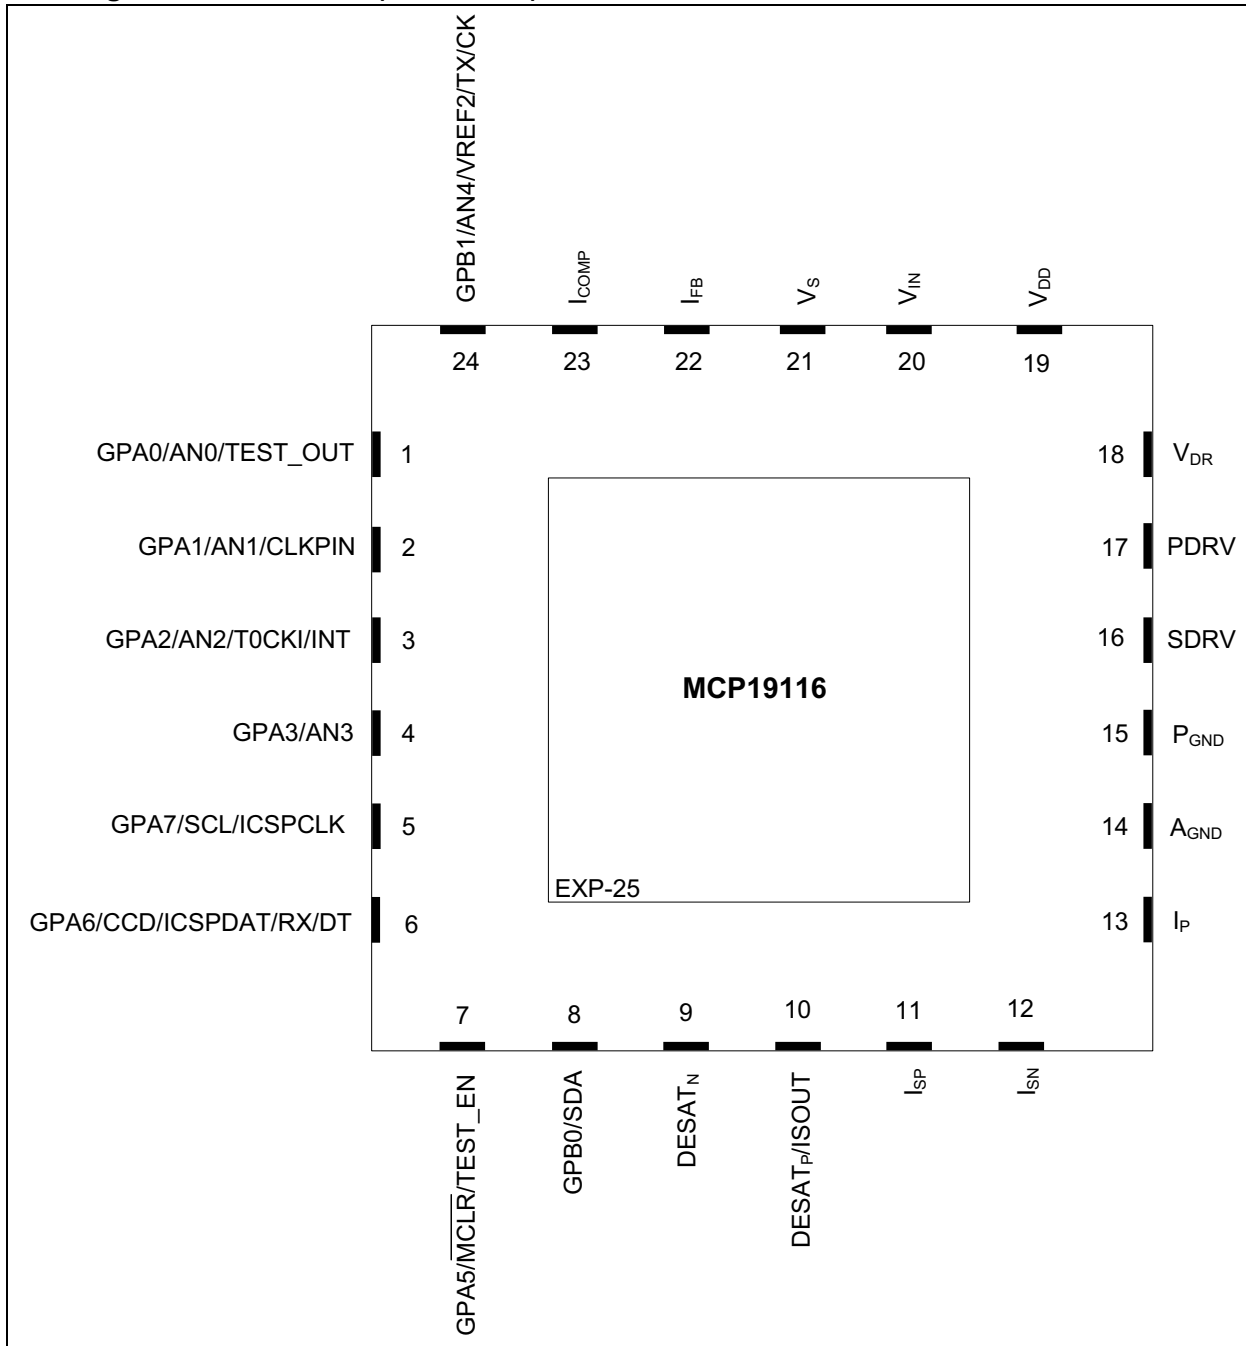 GPB1/AN4/VREF2/TX/CK
ICOMP
IFB
VS
VIN
VDD
24
23
22
21
20
19
GPA0/AN0/TEST_OUT
1
18
VDR
GPA1/AN1/CLKPIN
2
17
PDRV
GPA2/AN2/T0CKI/INT
3
16
SDRV
MCP19116
GPA3/AN3
4
15
PGND
GPA7/SCL/ICSPCLK
5
14
AGND
EXP-25
GPA6/CCD/ICSPDAT/RX/DT
6
13
IP
7
8
9
10
11
12
GPA5/MCLR/TEST_EN
GPB0/SDA
DESATN
DESATP/ISOUT
ISP
ISN